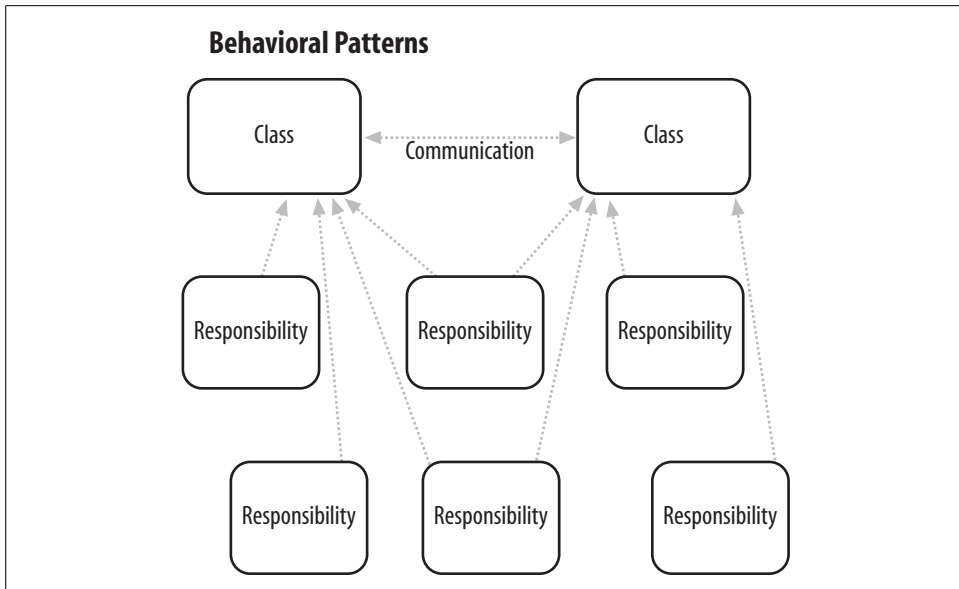 Behavioral Patterns
Class
Communication
Class
Responsibility
Responsibility
Responsibility
Responsibility
Responsibility
Responsibility